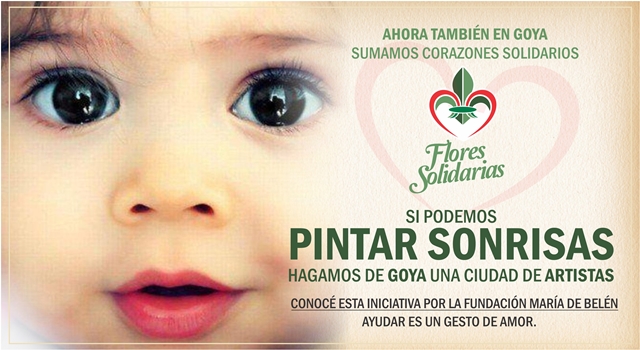 AHORA TAMBIÉN EN GOYA
SUMAMOS CORAZONES SOLIDARIOS
Flores
Solidarias
SI PODEMOS
PINTAR SONRISAS
HAGAMOS DE GOYA UNA CIUDAD DE ARTISTAS
CONOCÉ ESTA INICIATIVA POR LA FUNDACIÓN MARÍA DE BELÉN
AYUDAR ES UN GESTO DE AMOR.